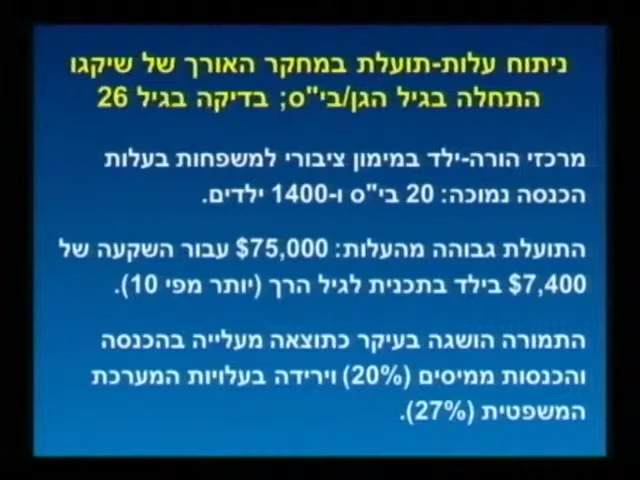 ניתוח עלות-תועלת במחקר האורך של שיקגו
התחלה בגיל הגן/בי"ס; בדיקה בגיל 26
מרכזי הורה-ילד במימון ציבורי למשפחות בעלות
הכנסה נמוכה: 20 בי"ס ו-1400 ילדים.
התועלת גבוהה מהעלות: $75,000 עבור השקעה של
$7,400 בילד בתכנית לגיל הרך (יותר מפי 10).
התמורה הושגה בעיקר כתוצאה מעלייה בהכנסה
והכנסות ממיסים (20%) וירידה בעלויות המערכת
המשפטית (27%).